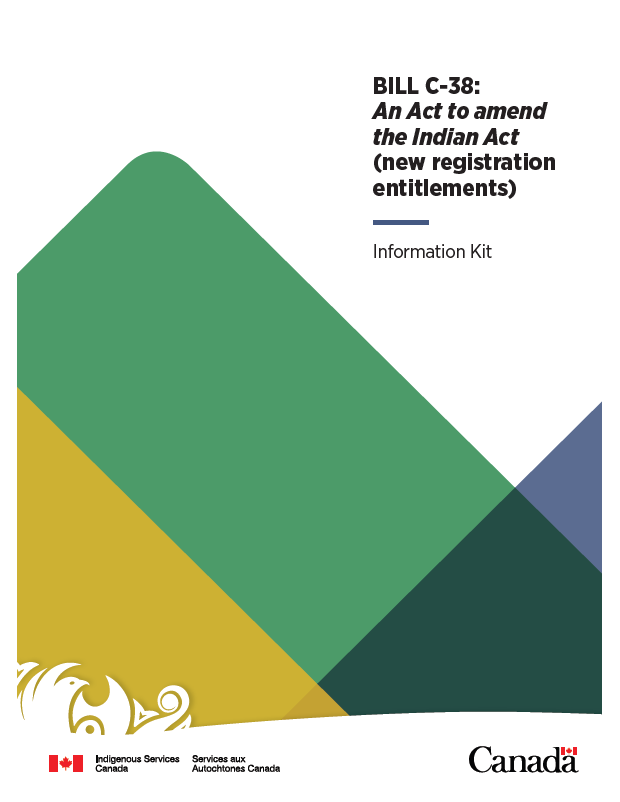 BILL C-38:
An Act to amend
the Indian Act
(new registration
entitlements)
Information Kit
Indigenous Services
Canada
Services aux
Autochtones Canada
Canada